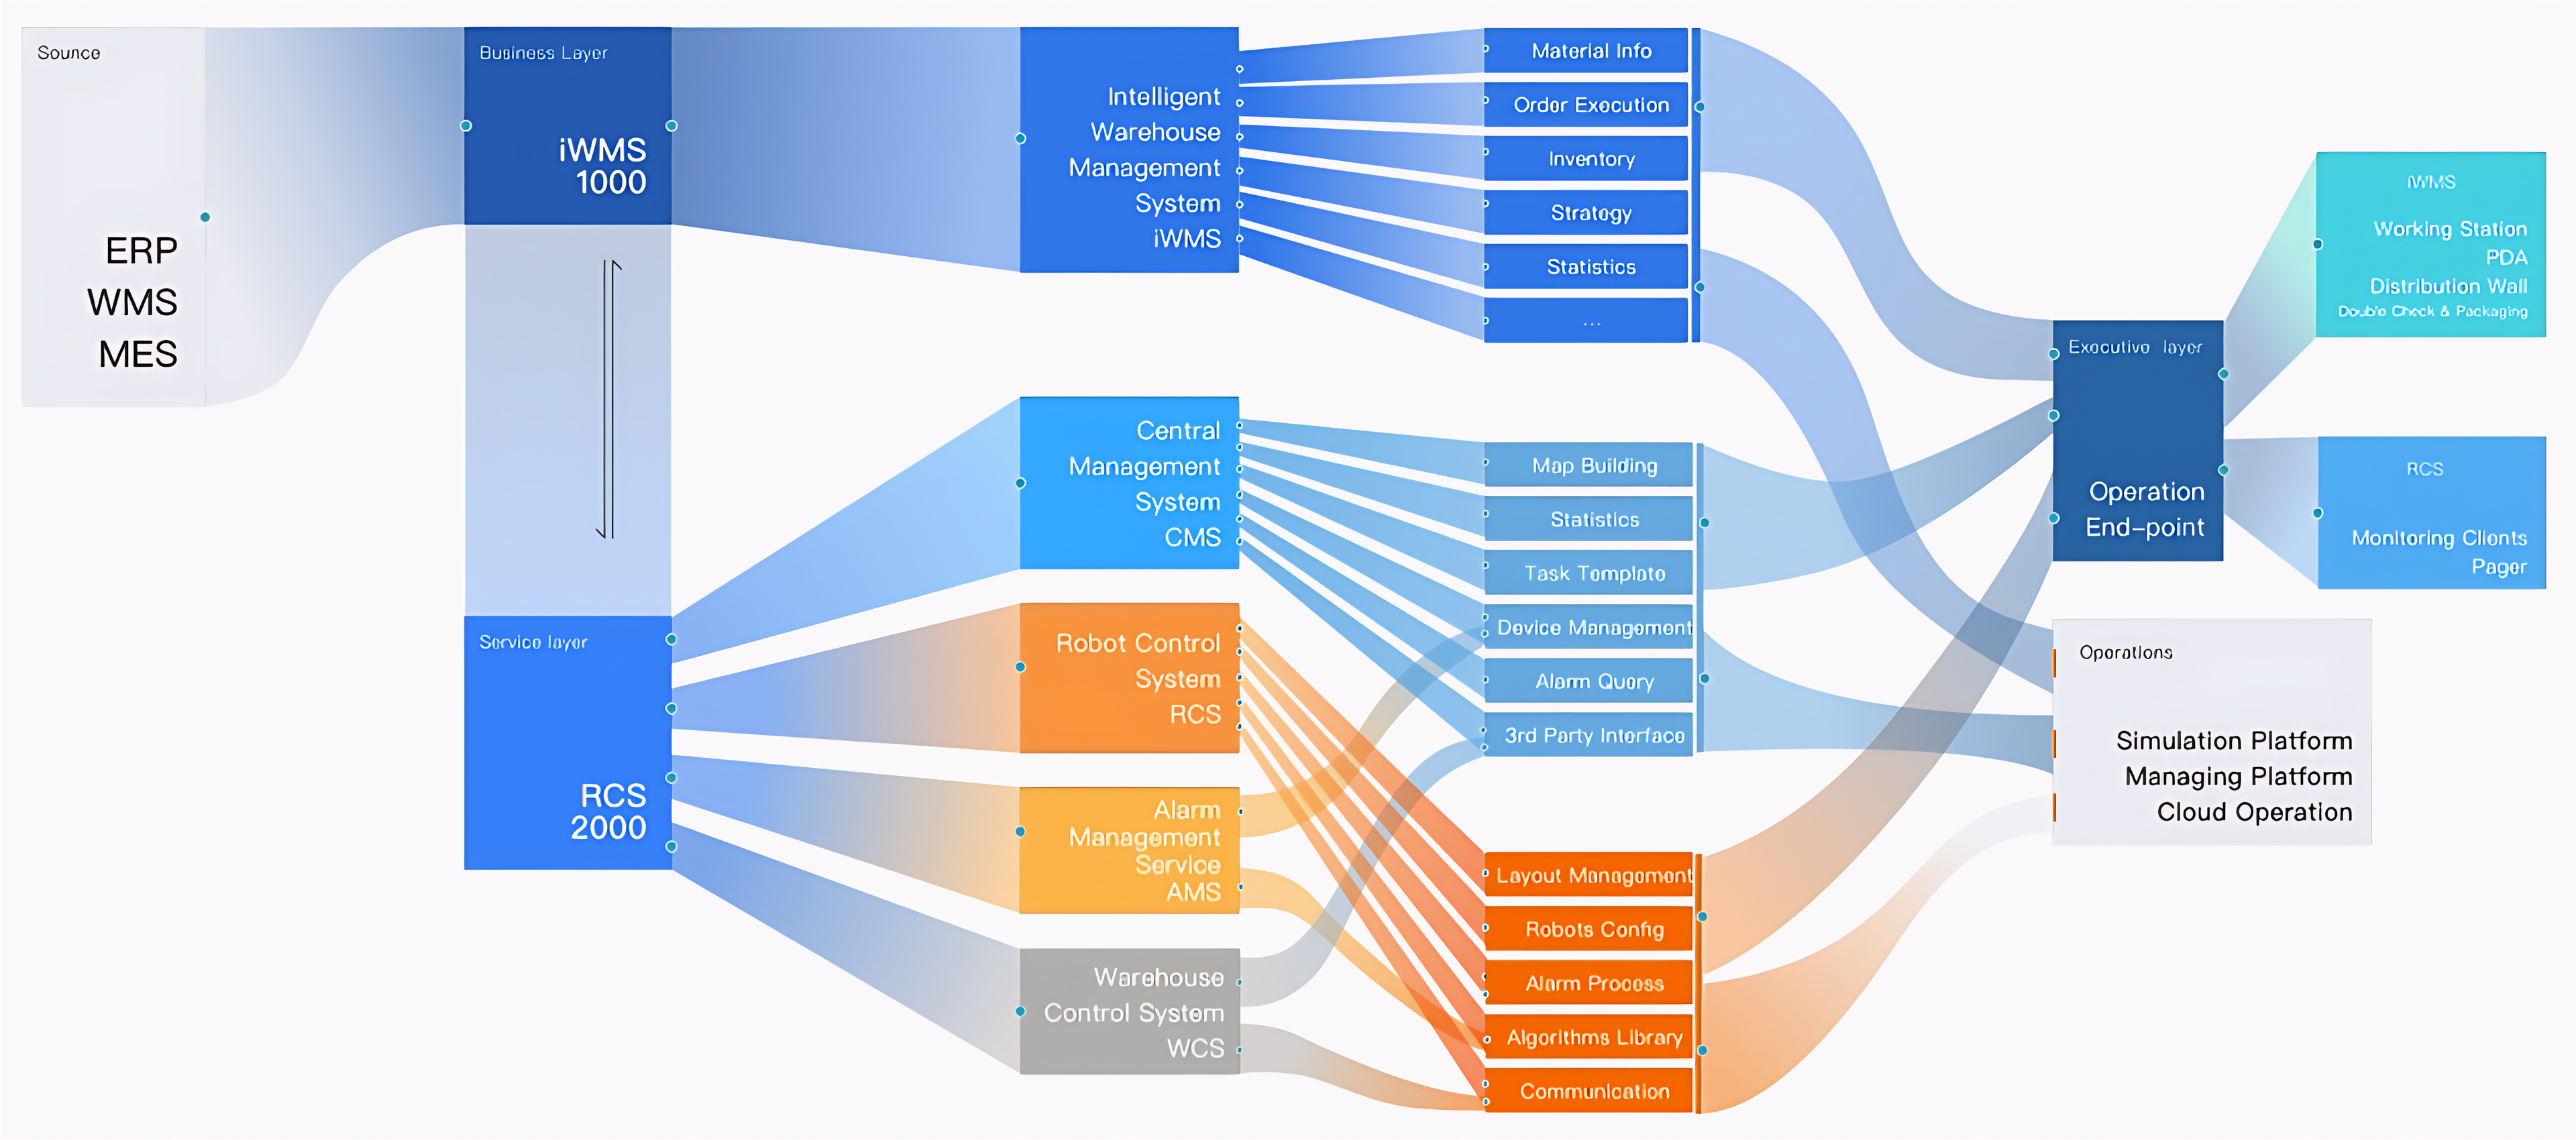 Sounce
ERP
WMS
MES
Business Layer
iWMS
1000
Service layer
RCS
2000
Intelligent
Warehouse
Management
System
iWMS
Central
Management
System
CMS
Robot Control
System
RCS
Alarm
Management
Service
AMS
Warehouse
Control System
WCS
Material Info
Order Execution
Inventory
Strategy
Statistics
...
Map Building
Statistics
Task Template
Device Management
Alarm Query
3rd Party Interface
Layout Management
Robots Config
Alarm Process
Algorithms Library
Communication
Executive layer
Operation
End-point
Operations
Simulation Platform
Managing Platform
Cloud Operation
iWMS
Working Station
PDA
Distribution Wall
Double Check & Packaging
RCS
Monitoring Clients
Pager